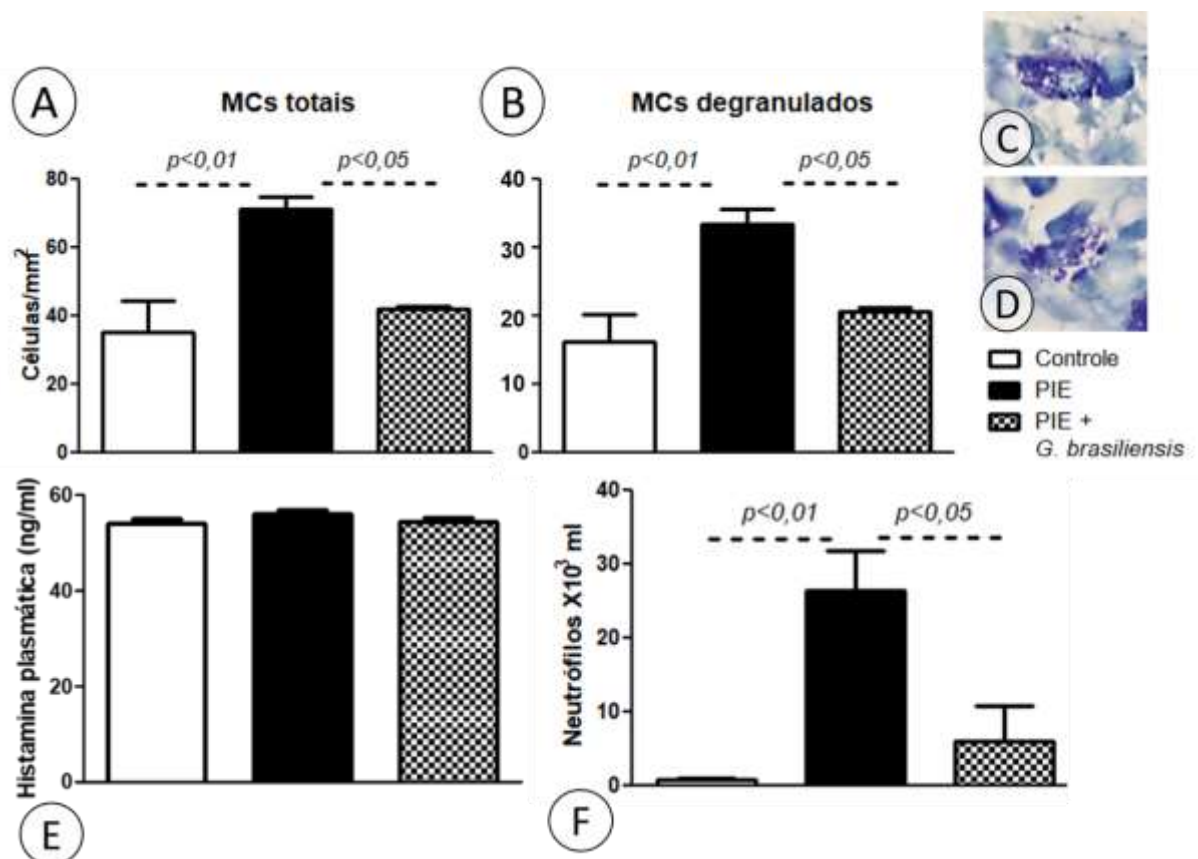 A
MCs totais
p<0,01
p<0,05
Células/mm²
80
60
40
20
0
B
MCs degranulados
p<0,01
p<0,05
40
30
20
10
0
C
D
Controle
PIE
PIE +
G. brasiliensis
Histamina plasmática (ng/ml)
60
40
20
0
E
p<0,01
p<0,05
Neutrófilos X10³ ml
40
30
20
10
0
F